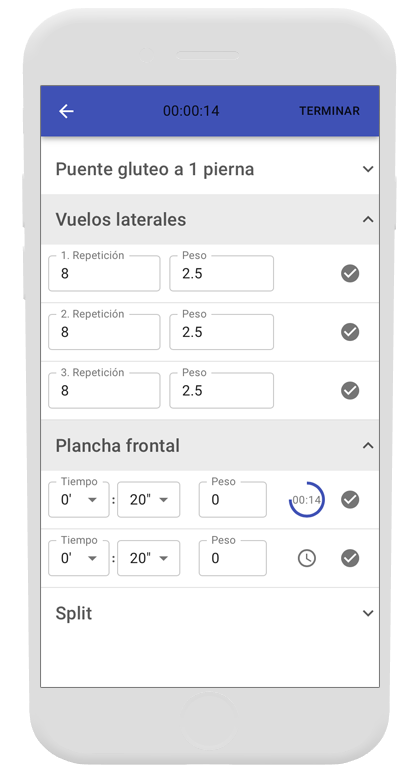 00:00:14 TERMINAR
Puente gluteo a 1 pierna
Vuelos laterales
1. Repetición Peso
8 2.5
2. Repetición Peso
8 2.5
3. Repetición Peso
8 2.5
Plancha frontal
Tiempo Peso
0' : 20" 0 00:14
Tiempo Peso
0' : 20" 0
Split